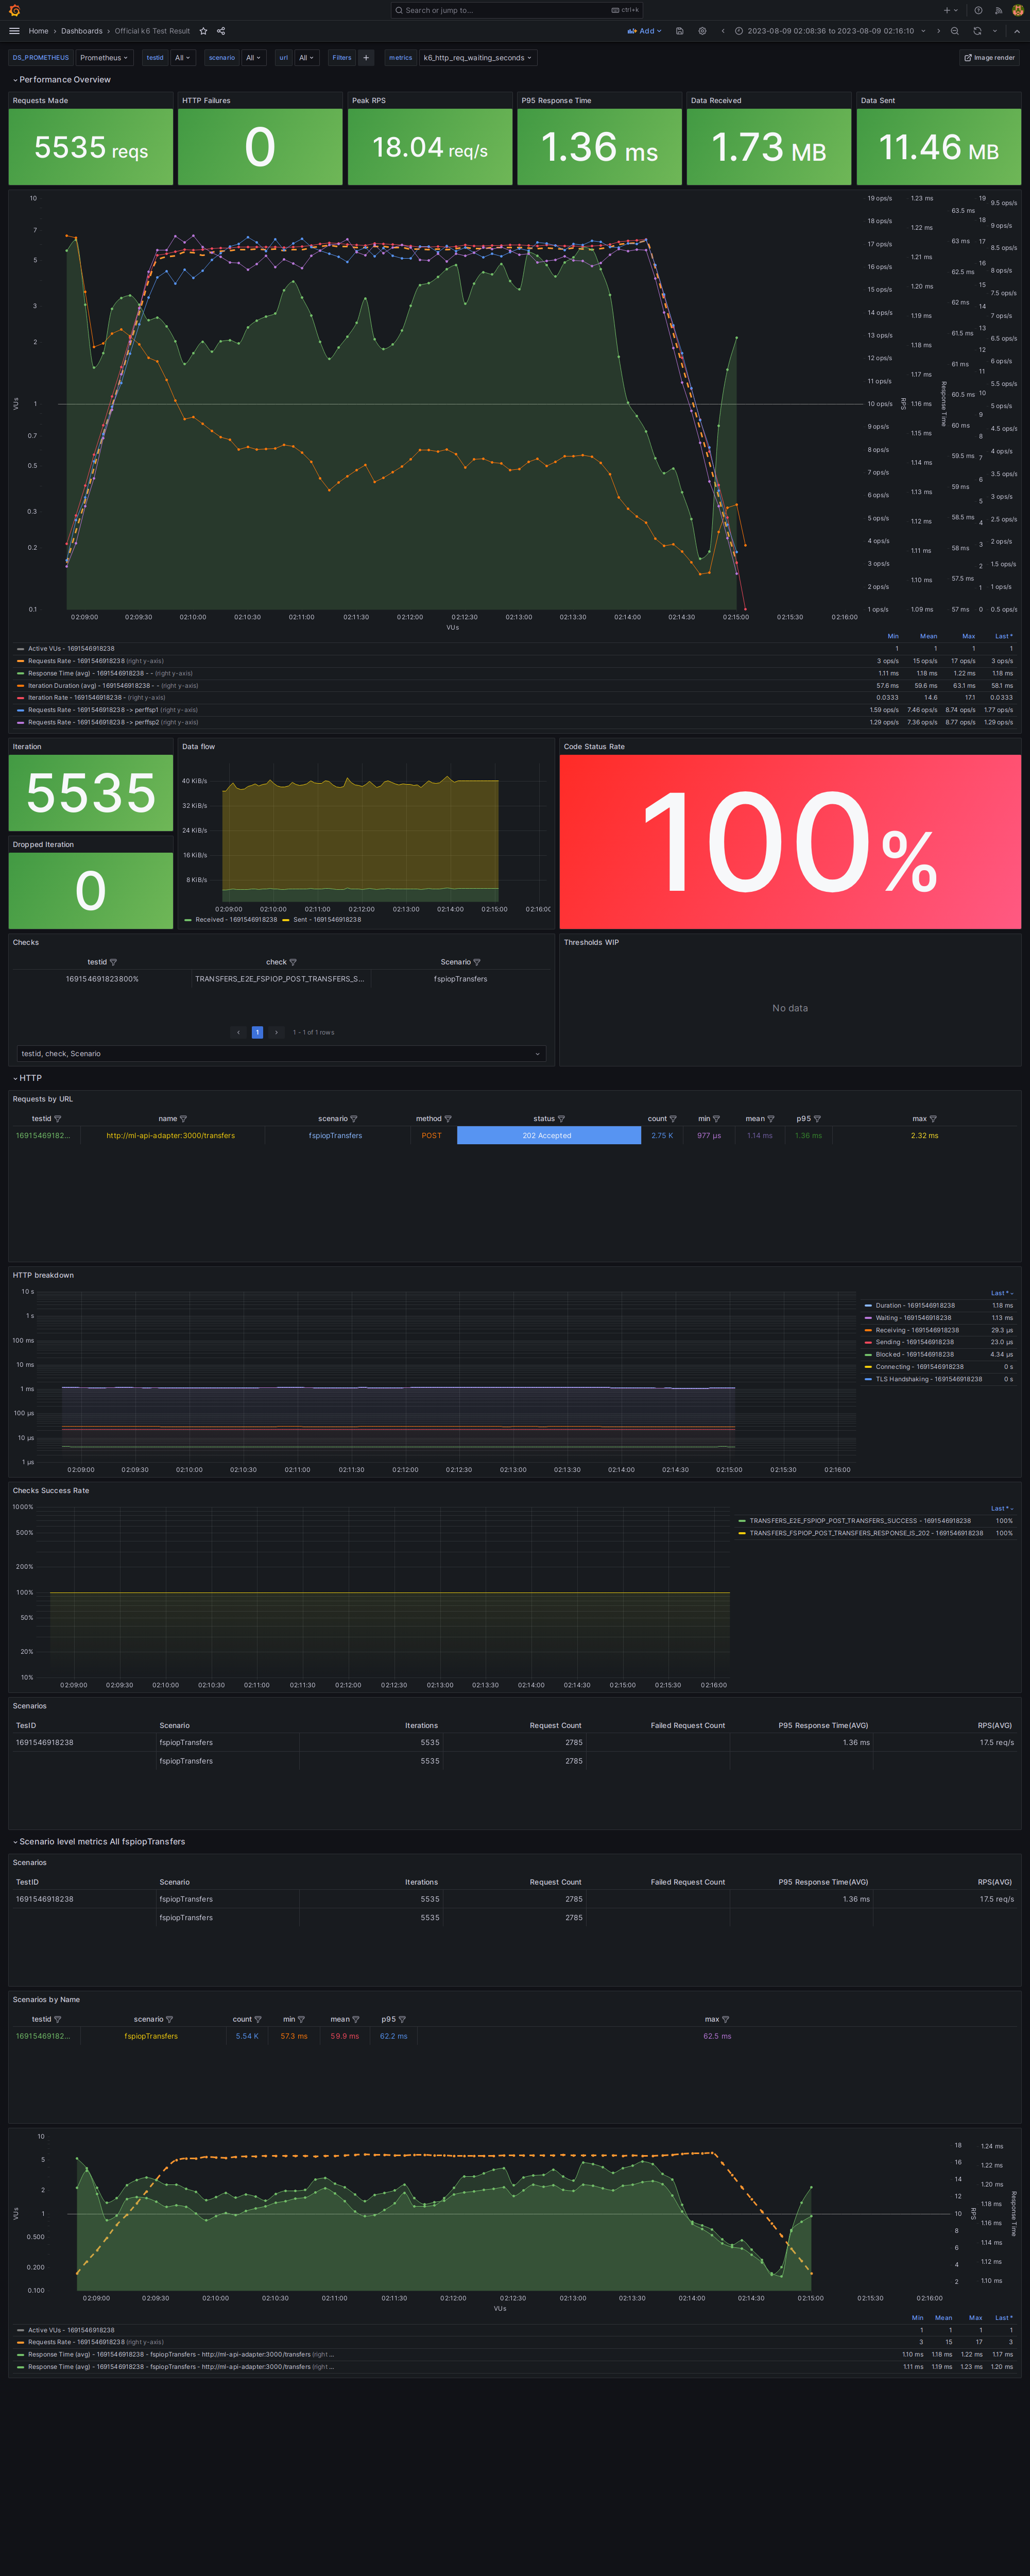 Search or jump to... ctrl+k
Home › Dashboards › Official k6 Test Result Add 2023-08-09 02:08:36 to 2023-08-09 02:16:10
DS_PROMETHEUS Prometheus testid All scenario All url All Filters + metrics k6_http_req_waiting_seconds Image render
Performance Overview
Requests Made HTTP Failures Peak RPS P95 Response Time Data Received Data Sent
5535 reqs 0 18.04 req/s 1.36 ms 1.73 MB 11.46 MB
10 7 5 3 2 1 0.7 0.5 0.3 0.2 0.1
VUs
19 ops/s 18 ops/s 17 ops/s 16 ops/s 15 ops/s 14 ops/s 13 ops/s 12 ops/s 11 ops/s 10 ops/s 9 ops/s 8 ops/s 7 ops/s 6 ops/s 5 ops/s 4 ops/s 3 ops/s 2 ops/s 1 ops/s
RPS
1.23 ms 1.22 ms 1.21 ms 1.20 ms 1.19 ms 1.18 ms 1.17 ms 1.16 ms 1.15 ms 1.14 ms 1.13 ms 1.12 ms 1.11 ms 1.10 ms 1.09 ms
Response Time
63.5 ms 63 ms 62.5 ms 62 ms 61.5 ms 61 ms 60.5 ms 60 ms 59.5 ms 59 ms 58.5 ms 58 ms 57.5 ms 57 ms
19 18 17 16 15 14 13 12 11 10 9 8 7 6 5 4 3 2 1 0
9.5 ops/s 9 ops/s 8.5 ops/s 8 ops/s 7.5 ops/s 7 ops/s 6.5 ops/s 6 ops/s 5.5 ops/s 5 ops/s 4.5 ops/s 4 ops/s 3.5 ops/s 3 ops/s 2.5 ops/s 2 ops/s 1.5 ops/s 1 ops/s 0.5 ops/s
02:09:00 02:09:30 02:10:00 02:10:30 02:11:00 02:11:30 02:12:00 02:12:30 02:13:00 02:13:30 02:14:00 02:14:30 02:15:00 02:15:30 02:16:00
VUs
Min Mean Max Last *
Active VUs - 1691546918238 1 1 1 1
Requests Rate - 1691546918238 (right y-axis) 3 ops/s 15 ops/s 17 ops/s 3 ops/s
Response Time (avg) - 1691546918238 - - (right y-axis) 1.11 ms 1.18 ms 1.22 ms 1.18 ms
Iteration Duration (avg) - 1691546918238 - - (right y-axis) 57.6 ms 59.6 ms 63.1 ms 58.1 ms
Iteration Rate - 1691546918238 - (right y-axis) 0.0333 14.6 17.1 0.0333
Requests Rate - 1691546918238 -> perffsp1 (right y-axis) 1.59 ops/s 7.46 ops/s 8.74 ops/s 1.77 ops/s
Requests Rate - 1691546918238 -> perffsp2 (right y-axis) 1.29 ops/s 7.36 ops/s 8.77 ops/s 1.29 ops/s
Iteration Data flow Code Status Rate
5535
40 KiB/s 32 KiB/s 24 KiB/s 16 KiB/s 8 KiB/s
02:09:00 02:10:00 02:11:00 02:12:00 02:13:00 02:14:00 02:15:00 02:16:00
Received - 1691546918238 Sent - 1691546918238
100%
Dropped Iteration
0
Checks Thresholds WIP
testid check Scenario
169154691823800% TRANSFERS_E2E_FSPIOP_POST_TRANSFERS_S... fspiopTransfers
No data
‹ 1 › 1 - 1 of 1 rows
testid, check, Scenario
HTTP
Requests by URL
testid name scenario method status count min mean p95 max
16915469182... http://ml-api-adapter:3000/transfers fspiopTransfers POST 202 Accepted 2.75 K 977 µs 1.14 ms 1.36 ms 2.32 ms
HTTP breakdown
10 s 1 s 100 ms 10 ms 1 ms 100 µs 10 µs 1 µs
02:09:00 02:09:30 02:10:00 02:10:30 02:11:00 02:11:30 02:12:00 02:12:30 02:13:00 02:13:30 02:14:00 02:14:30 02:15:00 02:15:30 02:16:00
Last *
Duration - 1691546918238 1.18 ms
Waiting - 1691546918238 1.13 ms
Receiving - 1691546918238 29.3 µs
Sending - 1691546918238 23.0 µs
Blocked - 1691546918238 4.34 µs
Connecting - 1691546918238 0 s
TLS Handshaking - 1691546918238 0 s
Checks Success Rate
1000% 500% 200% 100% 50% 20% 10%
02:09:00 02:09:30 02:10:00 02:10:30 02:11:00 02:11:30 02:12:00 02:12:30 02:13:00 02:13:30 02:14:00 02:14:30 02:15:00 02:15:30 02:16:00
Last *
TRANSFERS_E2E_FSPIOP_POST_TRANSFERS_SUCCESS - 1691546918238 100%
TRANSFERS_FSPIOP_POST_TRANSFERS_RESPONSE_IS_202 - 1691546918238 100%
Scenarios
TesID Scenario Iterations Request Count Failed Request Count P95 Response Time(AVG) RPS(AVG)
1691546918238 fspiopTransfers 5535 2785 1.36 ms 17.5 req/s
fspiopTransfers 5535 2785
Scenario level metrics All fspiopTransfers
Scenarios
TestID Scenario Iterations Request Count Failed Request Count P95 Response Time(AVG) RPS(AVG)
1691546918238 fspiopTransfers 5535 2785 1.36 ms 17.5 req/s
fspiopTransfers 5535 2785
Scenarios by Name
testid scenario count min mean p95 max
16915469182... fspiopTransfers 5.54 K 57.3 ms 59.9 ms 62.2 ms 62.5 ms
10 5 2 1 0.500 0.200 0.100
VUs
18 16 14 12 10 8 6 4 2
RPS
1.24 ms 1.22 ms 1.20 ms 1.18 ms 1.16 ms 1.14 ms 1.12 ms 1.10 ms
Response Time
02:09:00 02:09:30 02:10:00 02:10:30 02:11:00 02:11:30 02:12:00 02:12:30 02:13:00 02:13:30 02:14:00 02:14:30 02:15:00 02:15:30 02:16:00
VUs
Min Mean Max Last *
Active VUs - 1691546918238 1 1 1 1
Requests Rate - 1691546918238 (right y-axis) 3 15 17 3
Response Time (avg) - 1691546918238 - fspiopTransfers - http://ml-api-adapter:3000/transfers (right ... 1.10 ms 1.18 ms 1.22 ms 1.17 ms
Response Time (avg) - 1691546918238 - fspiopTransfers - http://ml-api-adapter:3000/transfers (right ... 1.11 ms 1.19 ms 1.23 ms 1.20 ms